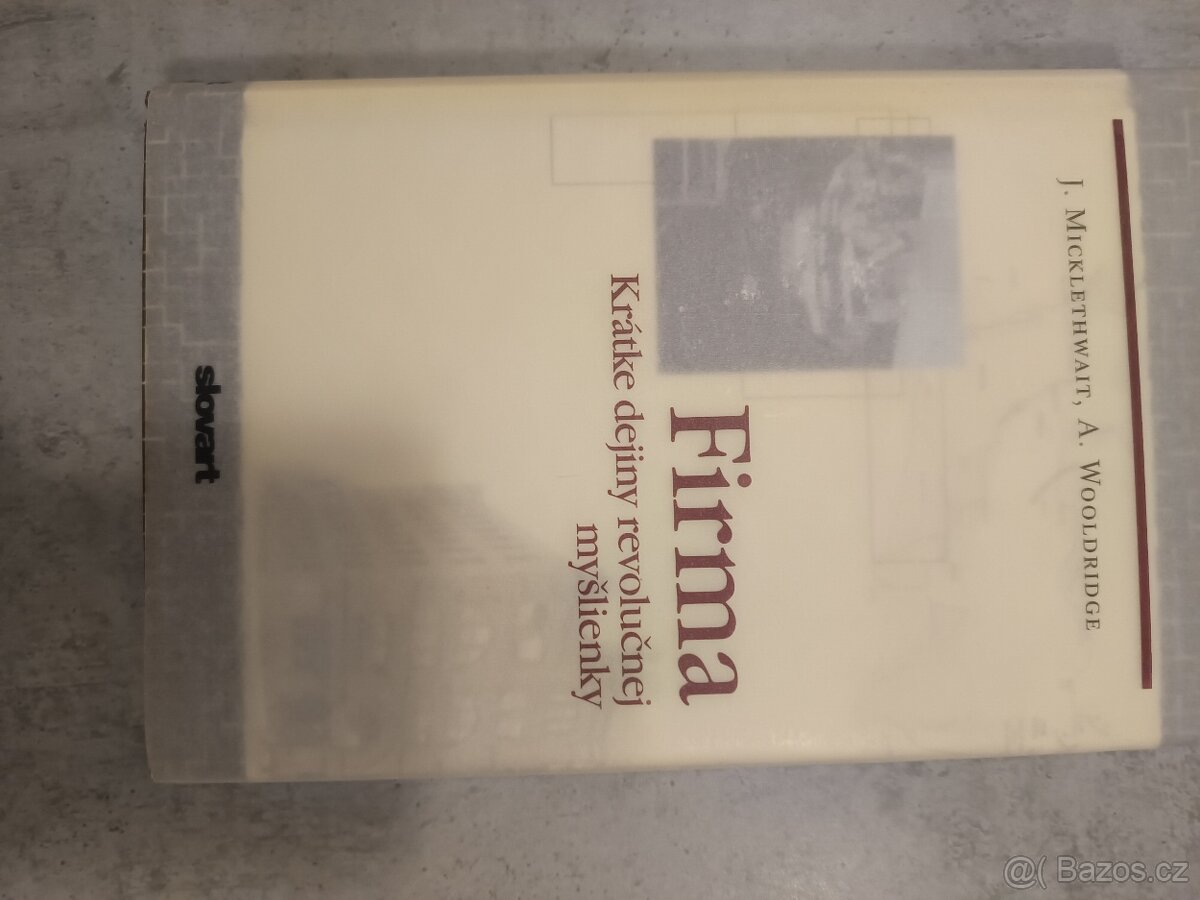 J. MICKLETHWAIT, A. WOOLDRIDGE
Firma
Krátke dejiny revolučnej
myšlienky
slovart
@( Bazos.cz